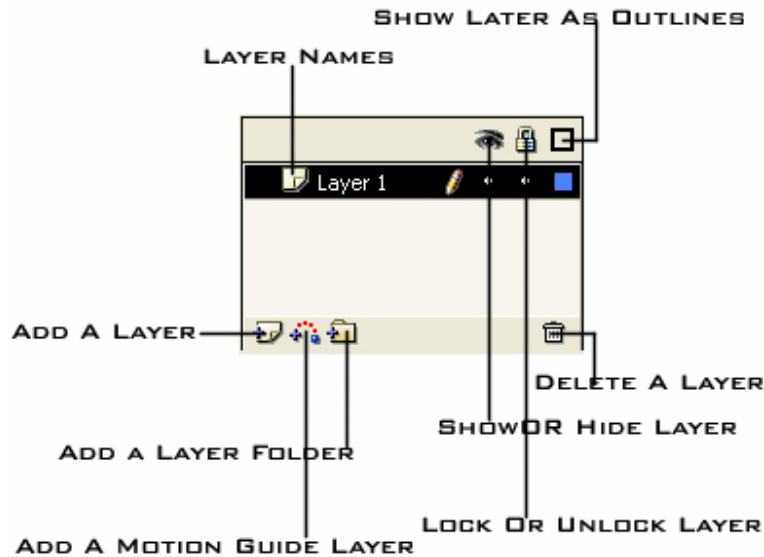 Show Later As Outlines
Layer Names
Layer 1
Add A Layer
Delete A Layer
ShowOR Hide Layer
Add a Layer Folder
Lock Or Unlock Layer
Add A Motion Guide Layer